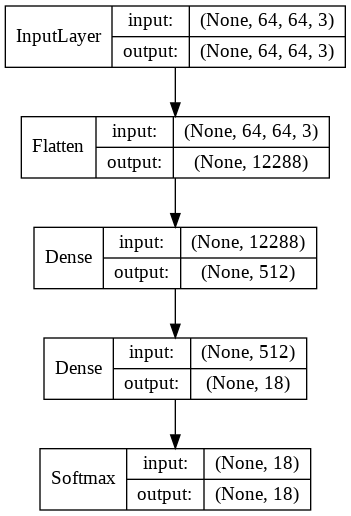 InputLayer input: (None, 64, 64, 3)
output: (None, 64, 64, 3)
Flatten input: (None, 64, 64, 3)
output: (None, 12288)
Dense input: (None, 12288)
output: (None, 512)
Dense input: (None, 512)
output: (None, 18)
Softmax input: (None, 18)
output: (None, 18)